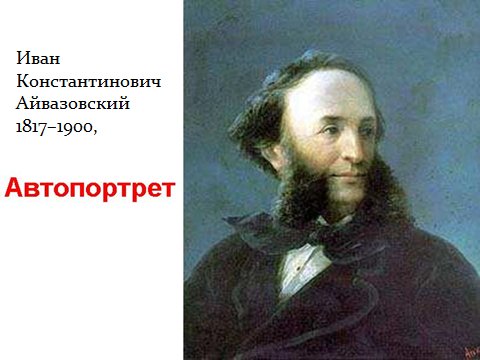 Иван
Константинович
Айвазовский
1817–1900,
Автопортрет